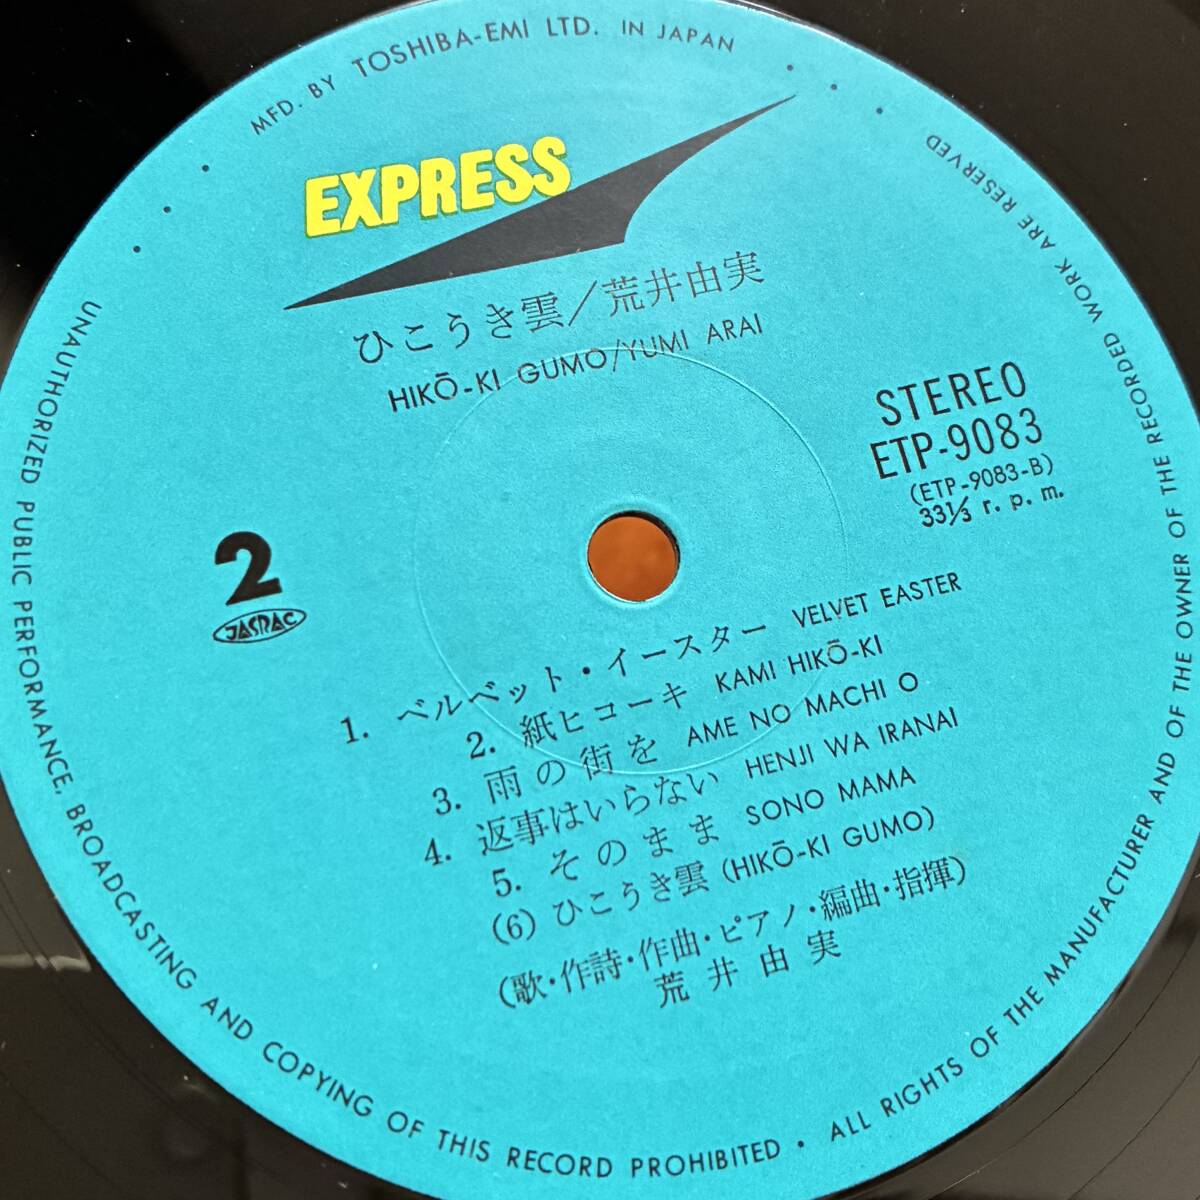 MFD. BY TOSHIBA-EMI LTD. IN JAPAN
EXPRESS
ひこうき雲/荒井由実
HIKŌ-KI GUMO/YUMI ARAI
STEREO
ETP-9083
(ETP-9083-B)
33⅓ r. p. m.
2
JASRAC
1. ベルベット・イースター VELVET EASTER
2. 紙ヒコーキ KAMI HIKŌ-KI
3. 雨の街を AME NO MACHI O
4. 返事はいらない HENJI WA IRANAI
5. そのまま SONO MAMA
(6) ひこうき雲 (HIKŌ-KI GUMO)
(歌・作詩・作曲・ピアノ・編曲・指揮)
荒井由実
UNAUTHORIZED PUBLIC PERFORMANCE, BROADCASTING AND COPYING OF THIS RECORD PROHIBITED • ALL RIGHTS OF THE MANUFACTURER AND OF THE OWNER OF THE RECORDED WORK ARE RESERVED